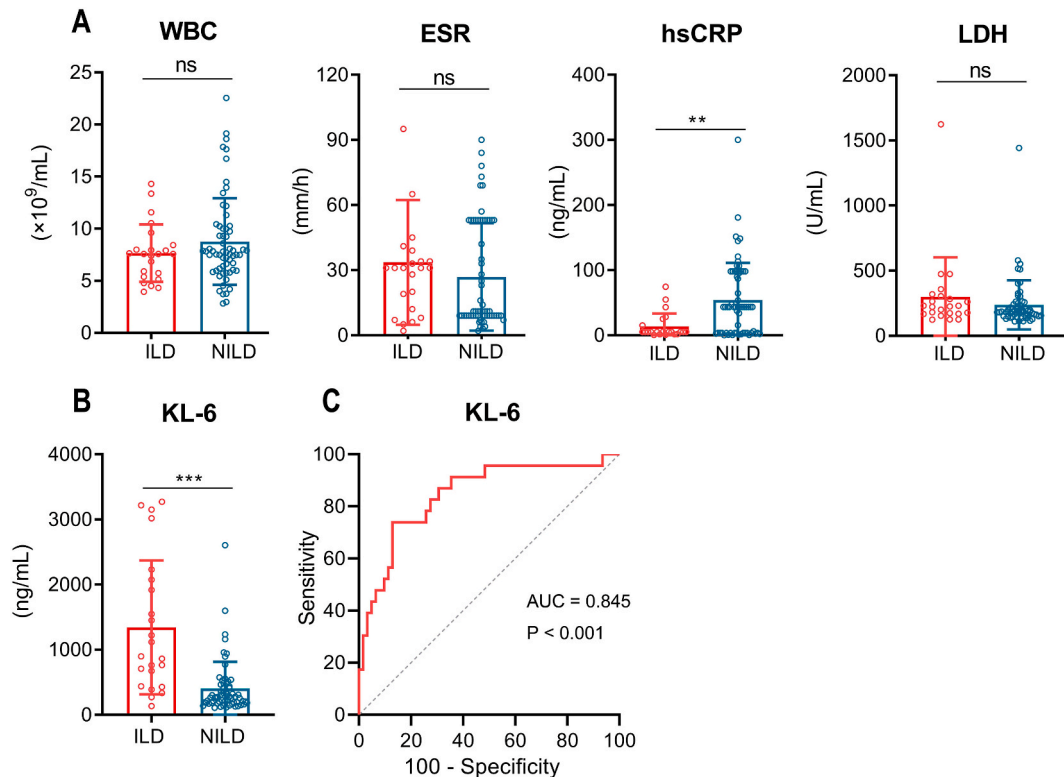 A
WBC
ns
25
20
15
10
5
0
(×10⁹/mL)
ILD
NILD
ESR
ns
120
90
60
30
0
(mm/h)
ILD
NILD
hsCRP
**
400
300
200
100
0
(ng/mL)
ILD
NILD
LDH
ns
2000
1500
1000
500
0
(U/mL)
ILD
NILD
B
KL-6
***
4000
3000
2000
1000
0
(ng/mL)
ILD
NILD
C
KL-6
100
80
60
40
20
0
Sensitivity
AUC = 0.845
P < 0.001
0 20 40 60 80 100
100 - Specificity